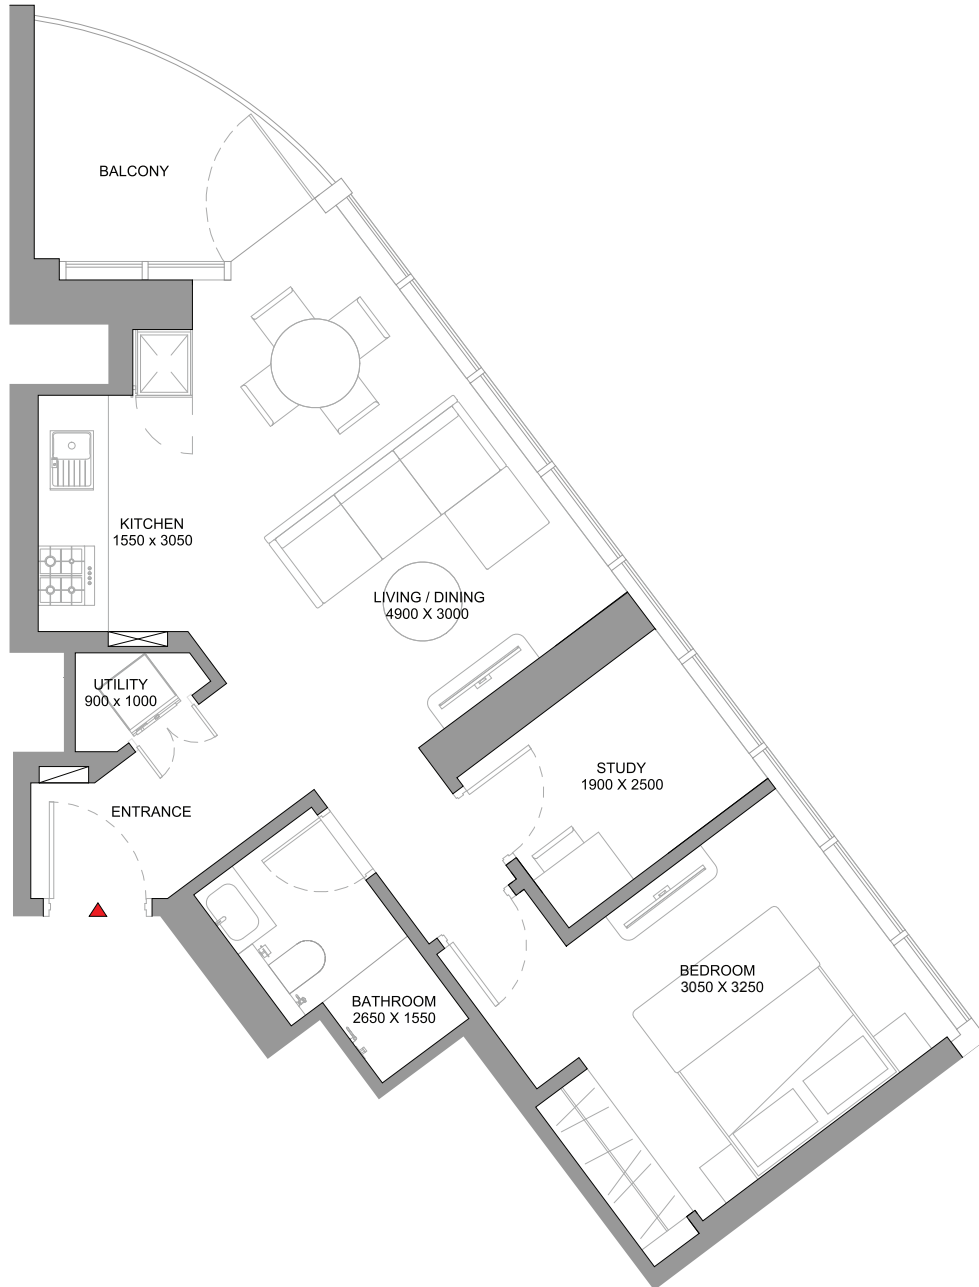 BALCONY
KITCHEN
1550 x 3050
LIVING / DINING
4900 X 3000
UTILITY
900 x 1000
STUDY
1900 X 2500
ENTRANCE
BEDROOM
3050 X 3250
BATHROOM
2650 X 1550